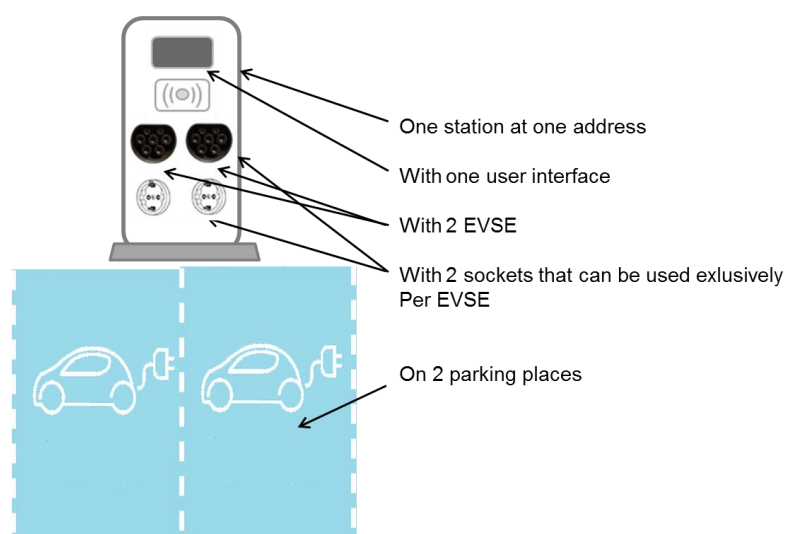 One station at one address
With one user interface
With 2 EVSE
With 2 sockets that can be used exlusively
Per EVSE
On 2 parking places